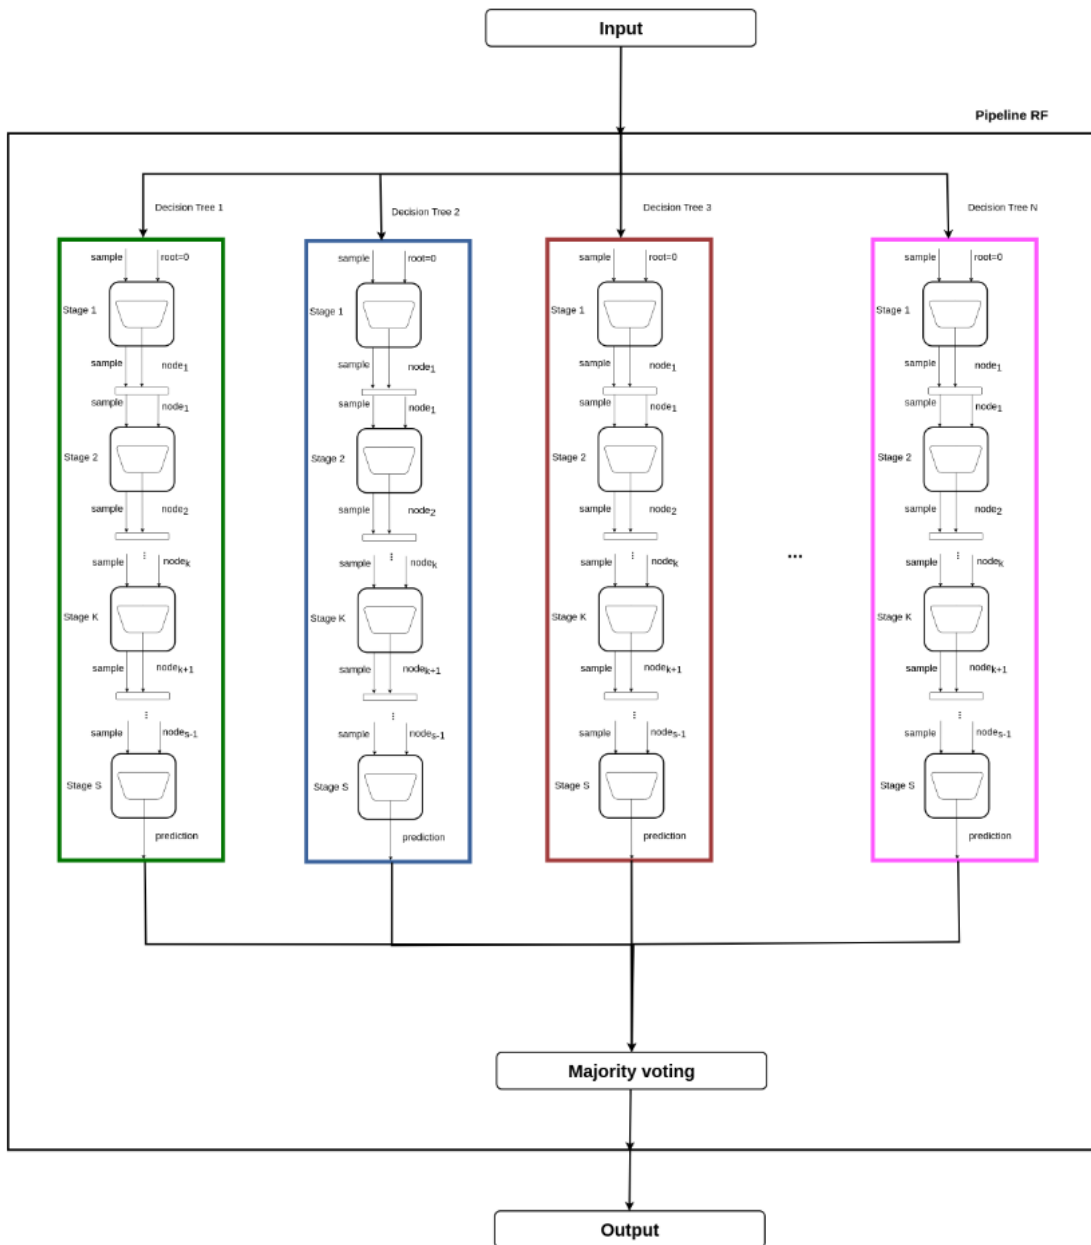 Input
Pipeline RF
Decision Tree 1
Decision Tree 2
Decision Tree 3
Decision Tree N
sample root=0
Stage 1
sample node1
sample node1
Stage 2
sample node2
...
sample nodek
Stage K
sample nodek+1
...
sample nodes-1
Stage S
prediction
sample root=0
Stage 1
sample node1
sample node1
Stage 2
sample node2
...
sample nodek
Stage K
sample nodek+1
...
sample nodes-1
Stage S
prediction
sample root=0
Stage 1
sample node1
sample node1
Stage 2
sample node2
...
sample nodek
Stage K
sample nodek+1
...
sample nodes-1
Stage S
prediction
...
sample root=0
Stage 1
sample node1
sample node1
Stage 2
sample node2
...
sample nodek
Stage K
sample nodek+1
...
sample nodes-1
Stage S
prediction
Majority voting
Output